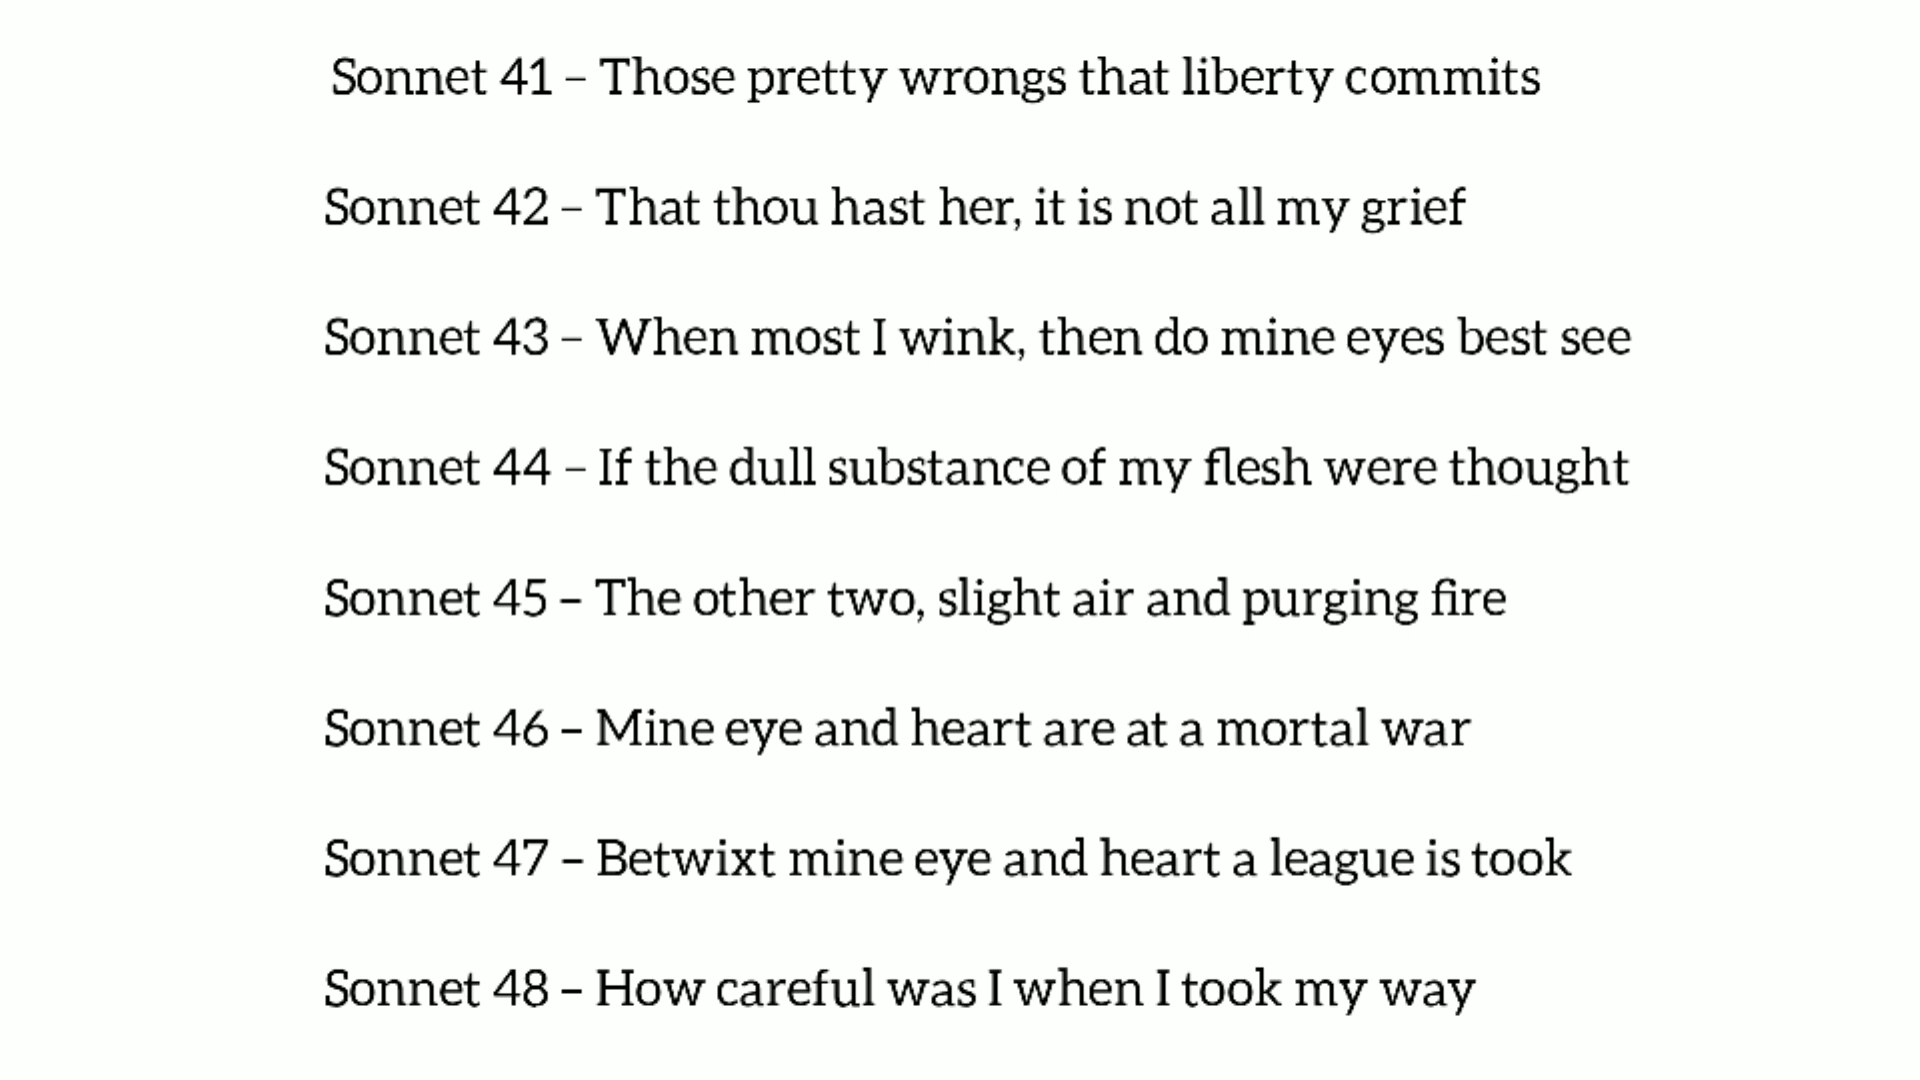 Sonnet 41 – Those pretty wrongs that liberty commits
Sonnet 42 – That thou hast her, it is not all my grief
Sonnet 43 – When most I wink, then do mine eyes best see
Sonnet 44 – If the dull substance of my flesh were thought
Sonnet 45 – The other two, slight air and purging fire
Sonnet 46 – Mine eye and heart are at a mortal war
Sonnet 47 – Betwixt mine eye and heart a league is took
Sonnet 48 – How careful was I when I took my way